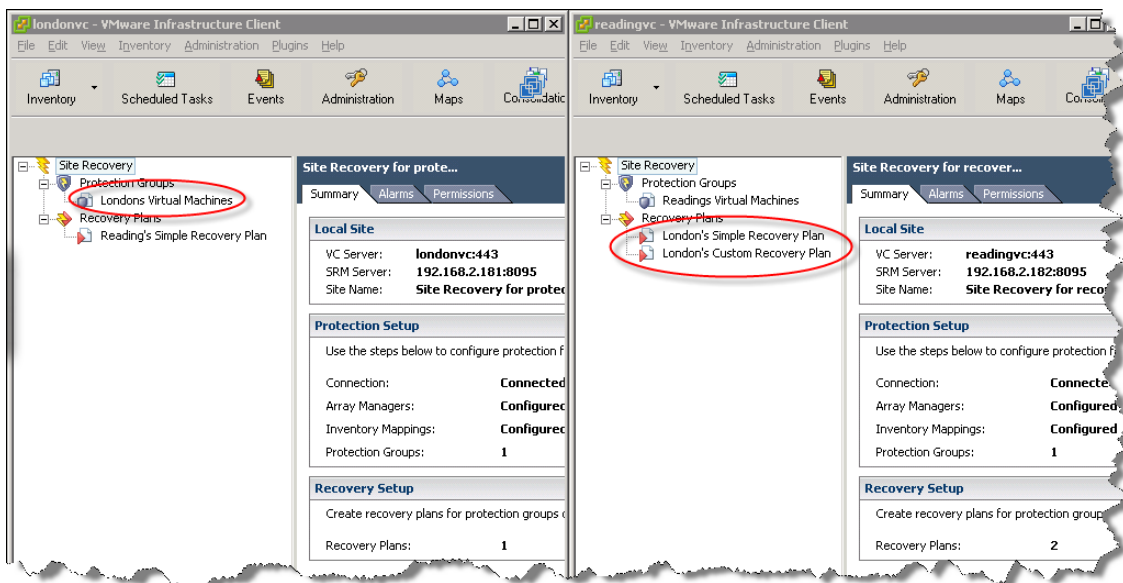 londonvc - VMware Infrastructure Client
File Edit View Inventory Administration Plugins Help
Inventory Scheduled Tasks Events Administration Maps Consolidatic
Site Recovery
Protection Groups
Londons Virtual Machines
Recovery Plans
Reading's Simple Recovery Plan
Site Recovery for prote...
Summary Alarms Permissions
Local Site
VC Server: londonvc:443
SRM Server: 192.168.2.181:8095
Site Name: Site Recovery for protec
Protection Setup
Use the steps below to configure protection f
Connection: Connected
Array Managers: Configured
Inventory Mappings: Configured
Protection Groups: 1
Recovery Setup
Create recovery plans for protection groups
Recovery Plans: 1
readingvc - VMware Infrastructure Client
File Edit View Inventory Administration Plugins Help
Inventory Scheduled Tasks Events Administration Maps
Site Recovery
Protection Groups
Readings Virtual Machines
Recovery Plans
London's Simple Recovery Plan
London's Custom Recovery Plan
Site Recovery for recover...
Summary Alarms Permissions
Local Site
VC Server: readingvc:443
SRM Server: 192.168.2.182:8095
Site Name: Site Recovery for reco
Protection Setup
Use the steps below to configure protection f
Connection: Connecte
Array Managers: Configured
Inventory Mappings: Configured
Protection Groups: 1
Recovery Setup
Create recovery plans for protection group
Recovery Plans: 2